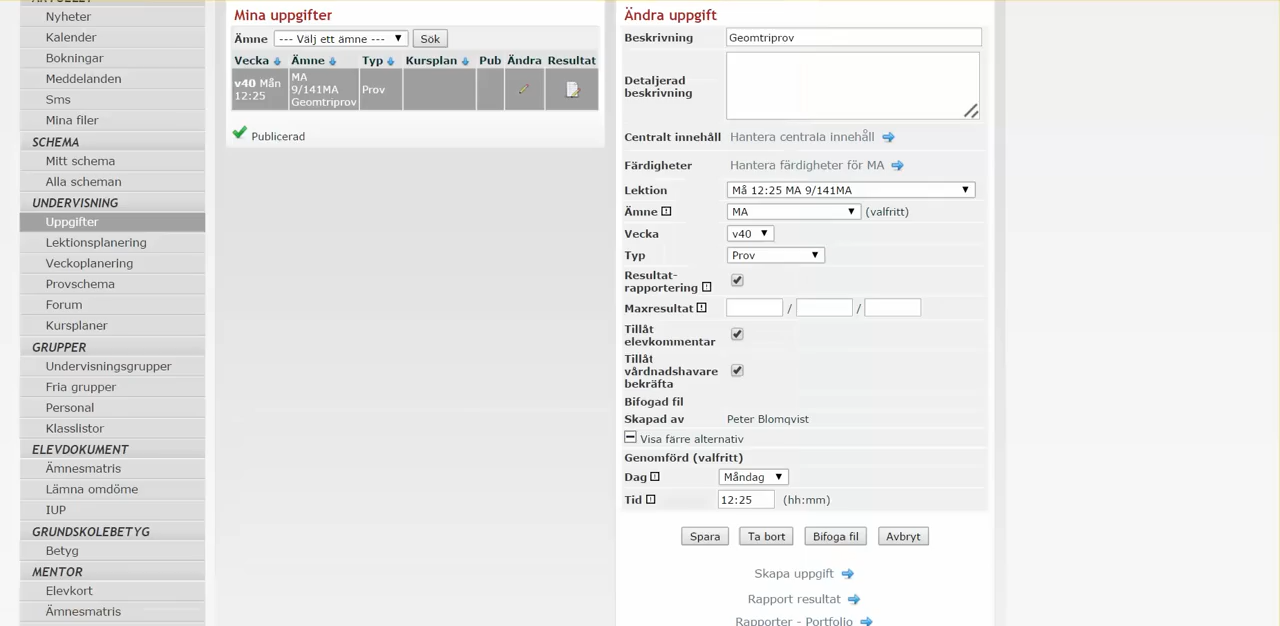 Nyheter
Kalender
Bokningar
Meddelanden
Sms
Mina filer
SCHEMA
Mitt schema
Alla scheman
UNDERVISNING
Uppgifter
Lektionsplanering
Veckoplanering
Provschema
Forum
Kursplaner
GRUPPER
Undervisningsgrupper
Fria grupper
Personal
Klasslistor
ELEVDOKUMENT
Ämnesmatris
Lämna omdöme
IUP
GRUNDSKOLEBETYG
Betyg
MENTOR
Elevkort
Ämnesmatris
Mina uppgifter
Ämne --- Välj ett ämne --- Sök
Vecka Ämne Typ Kursplan Pub Ändra Resultat
v40 Mån 12:25 MA 9/141MA Geomtriprov Prov
Publicerad
Ändra uppgift
Beskrivning Geomtriprov
Detaljerad
beskrivning
Centralt innehåll Hantera centrala innehåll
Färdigheter Hantera färdigheter för MA
Lektion Må 12:25 MA 9/141MA
Ämne MA (valfritt)
Vecka v40
Typ Prov
Resultat-
rapportering
Maxresultat / /
Tillåt
elevkommentar
Tillåt
vårdnadshavare
bekräfta
Bifogad fil
Skapad av Peter Blomqvist
Visa färre alternativ
Genomförd (valfritt)
Dag Måndag
Tid 12:25 (hh:mm)
Spara Ta bort Bifoga fil Avbryt
Skapa uppgift
Rapport resultat
Rapporter - Portfolio